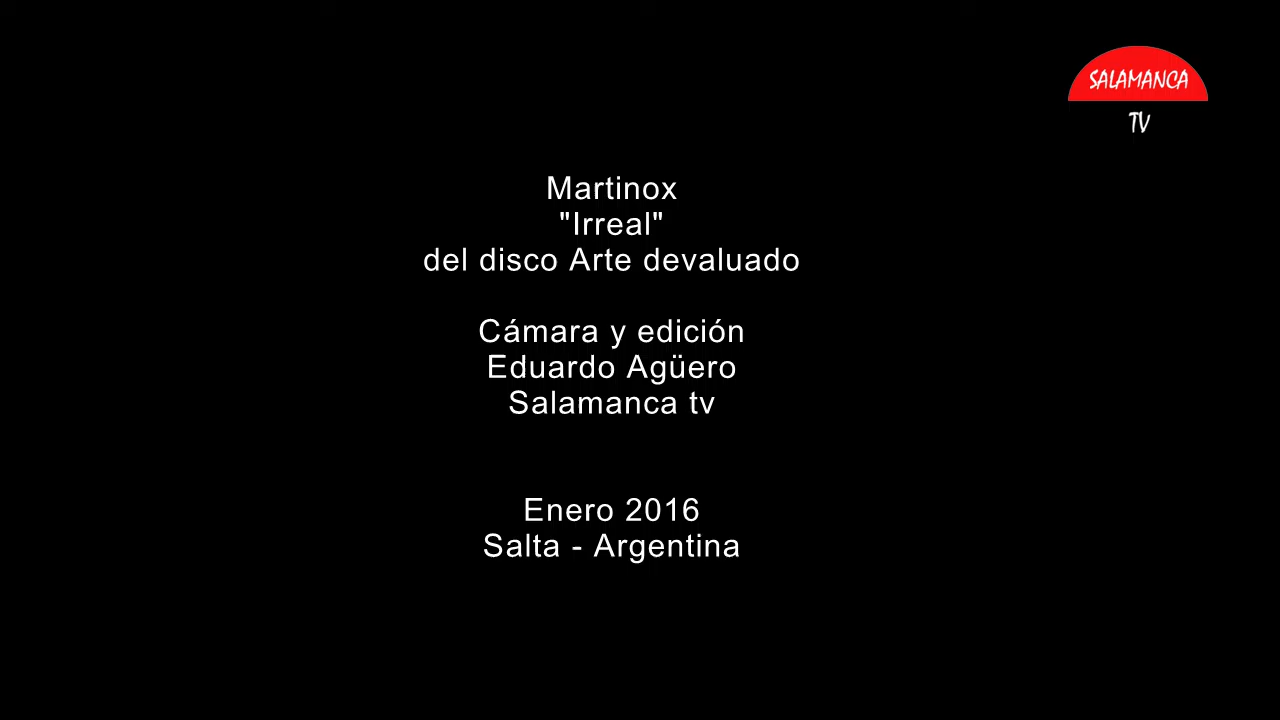 SALAMANCA
TV
Martinox
"Irreal"
del disco Arte devaluado
Cámara y edición
Eduardo Agüero
Salamanca tv
Enero 2016
Salta - Argentina